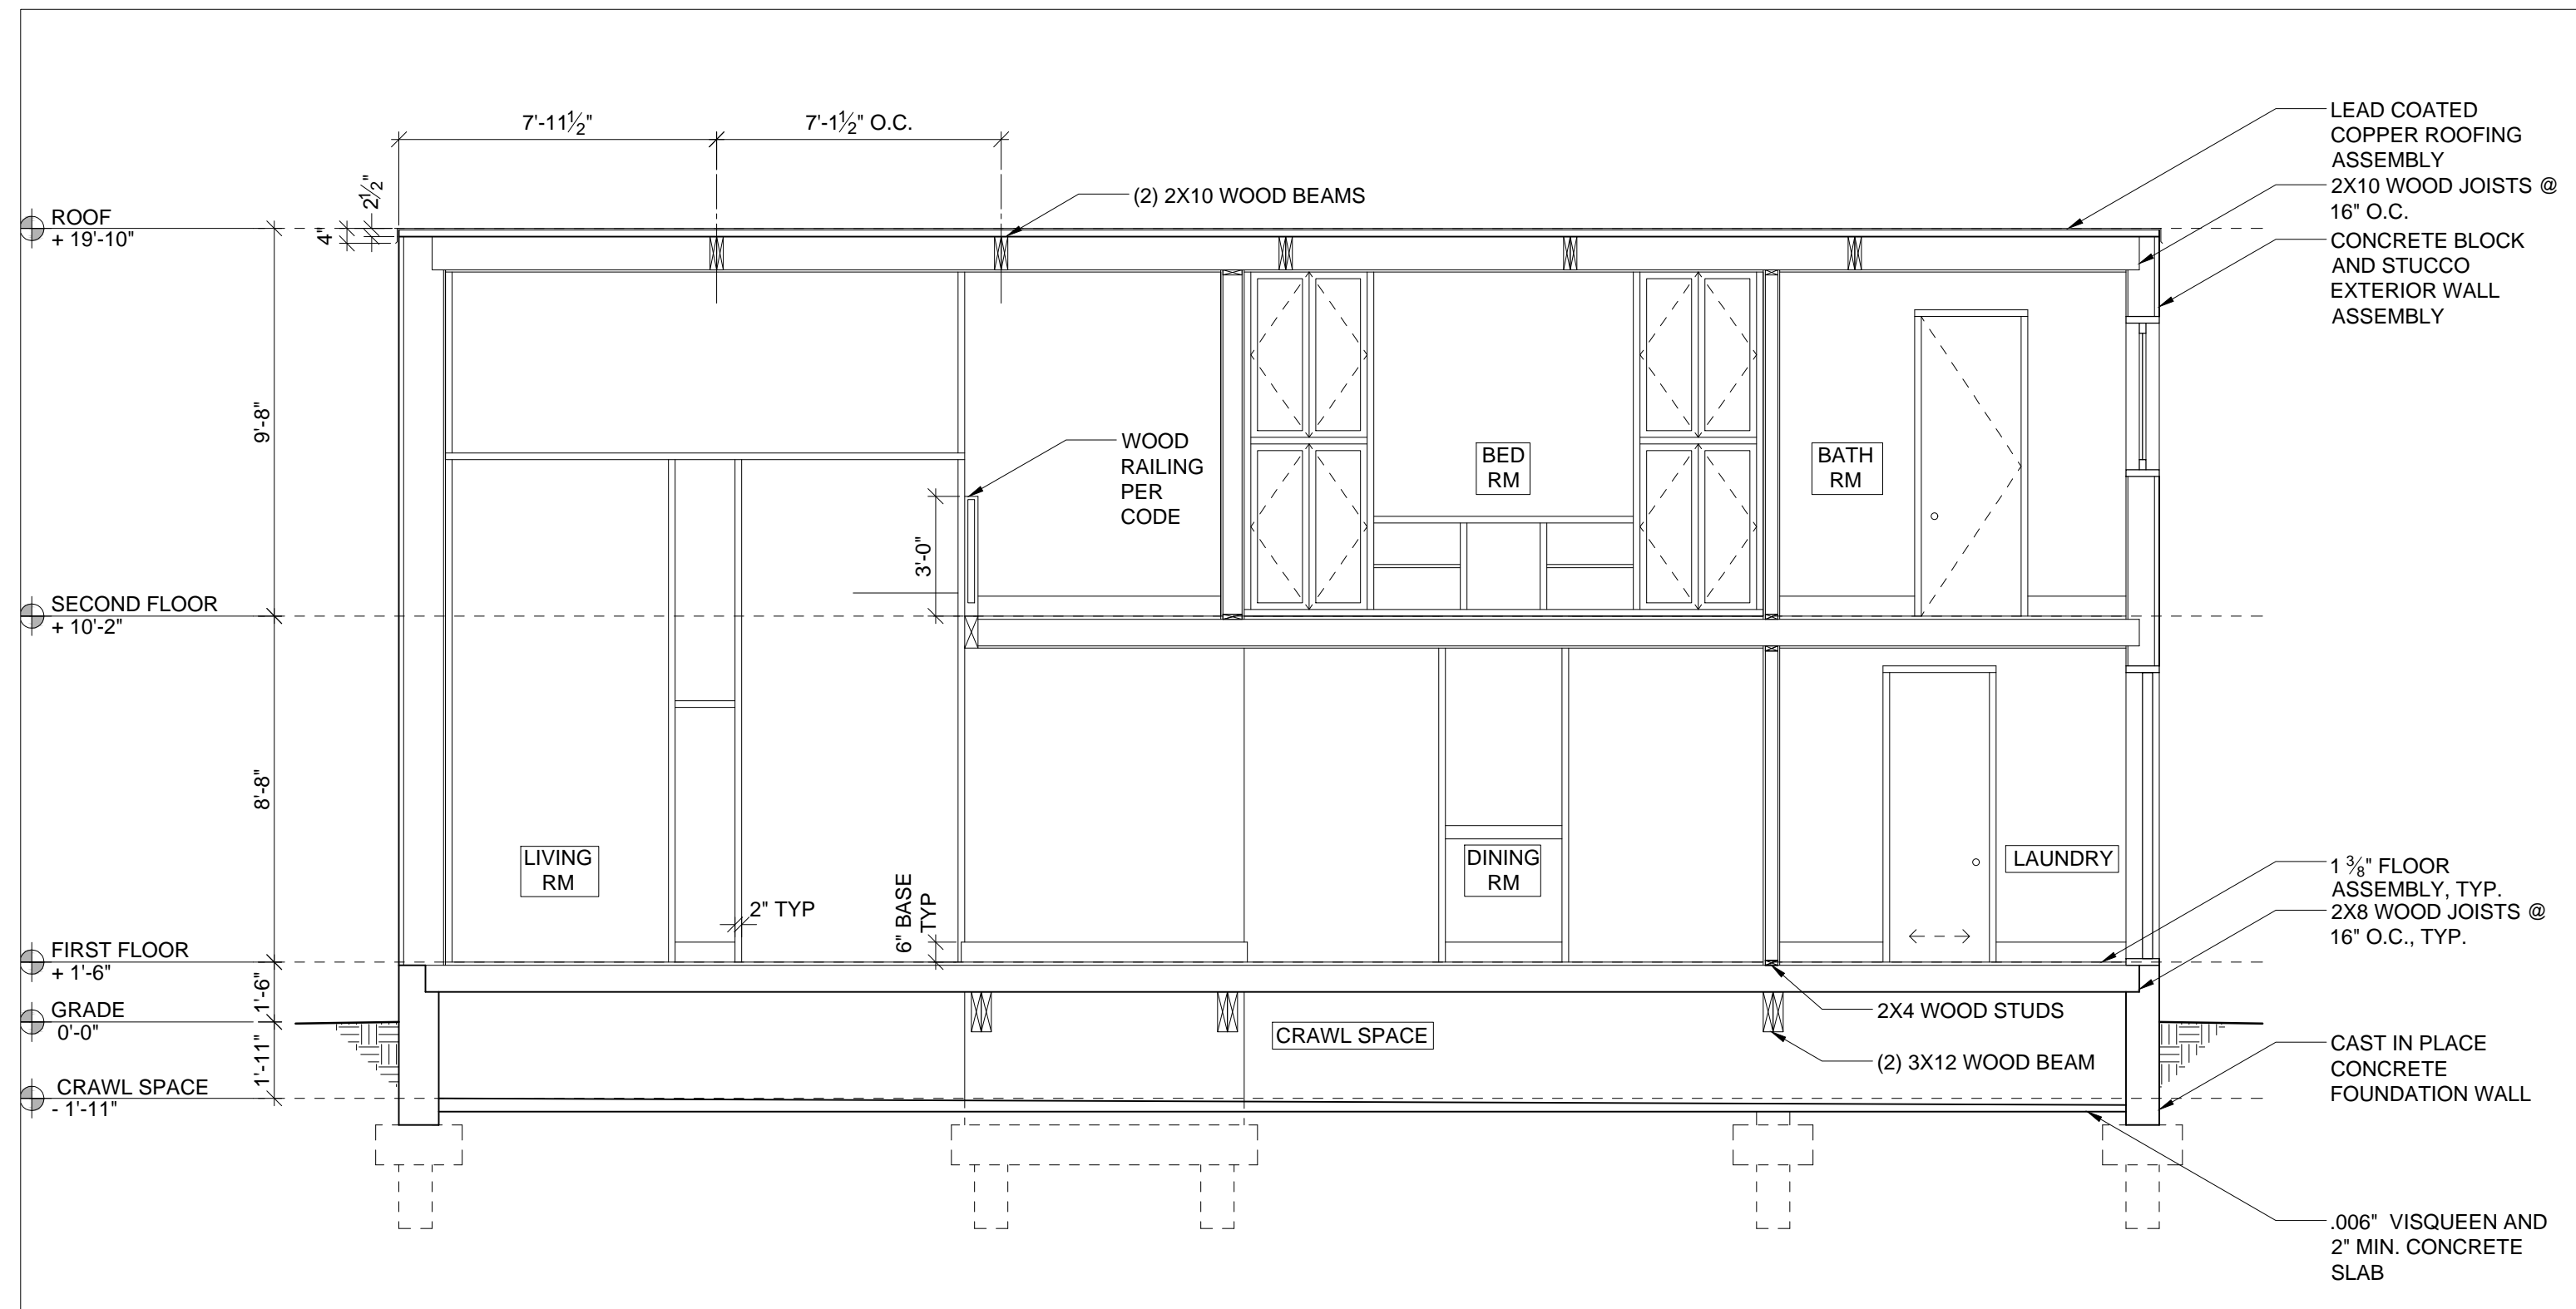 7'-11½"
7'-1½" O.C.
2½"
4"
(2) 2X10 WOOD BEAMS
LEAD COATED
COPPER ROOFING
ASSEMBLY
2X10 WOOD JOISTS @
16" O.C.
CONCRETE BLOCK
AND STUCCO
EXTERIOR WALL
ASSEMBLY
ROOF
+ 19'-10"
9'-8"
WOOD
RAILING
PER
CODE
3'-0"
BED
RM
BATH
RM
SECOND FLOOR
+ 10'-2"
8'-8"
LIVING
RM
2" TYP
6" BASE
TYP
DINING
RM
LAUNDRY
1 ⅜" FLOOR
ASSEMBLY, TYP.
2X8 WOOD JOISTS @
16" O.C., TYP.
FIRST FLOOR
+ 1'-6"
1'-6"
GRADE
0'-0"
1'-11"
CRAWL SPACE
- 1'-11"
CRAWL SPACE
2X4 WOOD STUDS
(2) 3X12 WOOD BEAM
CAST IN PLACE
CONCRETE
FOUNDATION WALL
.006" VISQUEEN AND
2" MIN. CONCRETE
SLAB